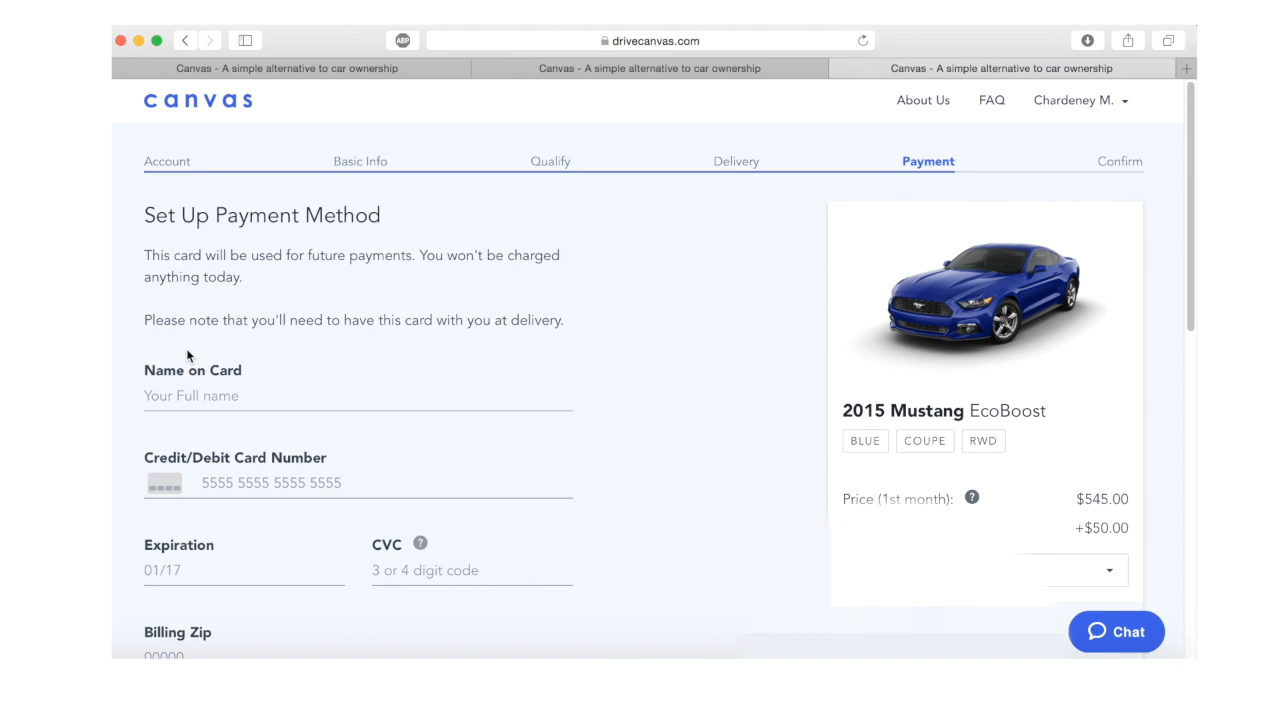 ABP
drivecanvas.com
Canvas - A simple alternative to car ownership
Canvas - A simple alternative to car ownership
Canvas - A simple alternative to car ownership
canvas
About Us
FAQ
Chardeney M.
Account
Basic Info
Qualify
Delivery
Payment
Confirm
Set Up Payment Method
This card will be used for future payments. You won't be charged
anything today.
Please note that you'll need to have this card with you at delivery.
Name on Card
Your Full name
Credit/Debit Card Number
5555 5555 5555 5555
Expiration
CVC ?
01/17
3 or 4 digit code
Billing Zip
00000
2015 Mustang EcoBoost
BLUE
COUPE
RWD
Price (1st month): ? $545.00
+$50.00
Chat